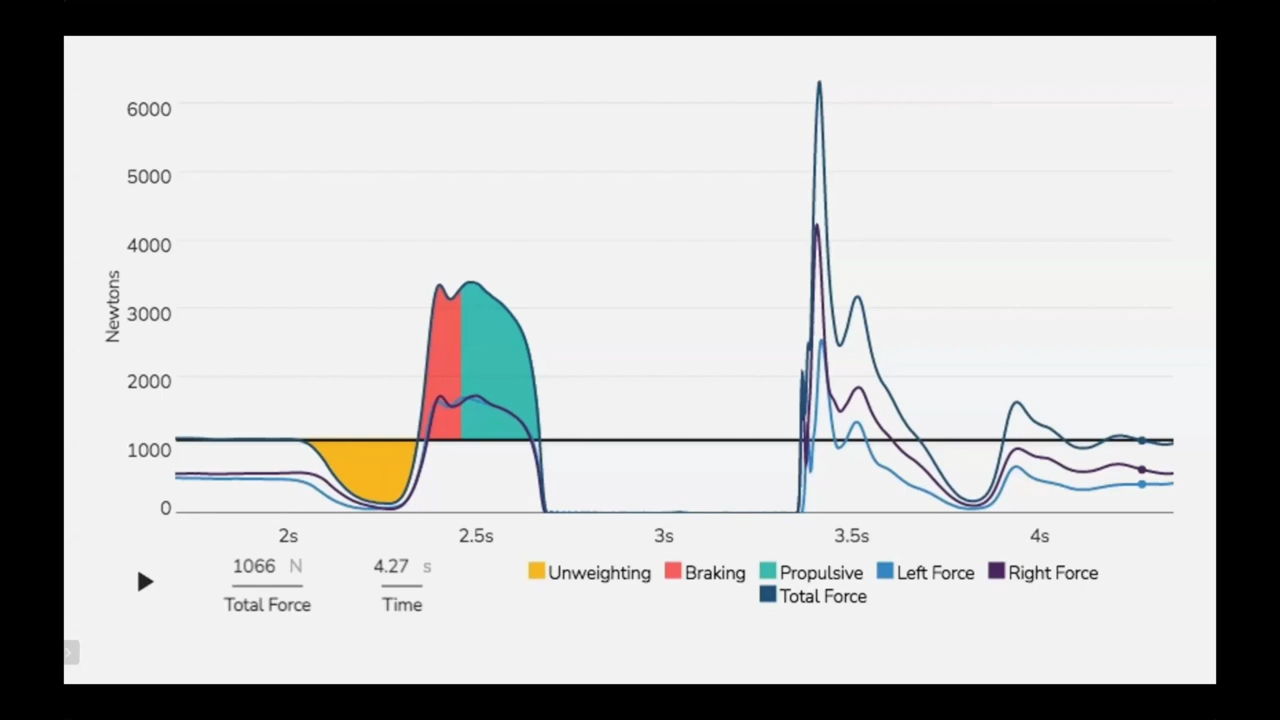 6000
5000
4000
3000
2000
1000
0
Newtons
2s 2.5s 3s 3.5s 4s
1066 N
Total Force
4.27 s
Time
Unweighting Braking Propulsive Left Force Right Force
Total Force